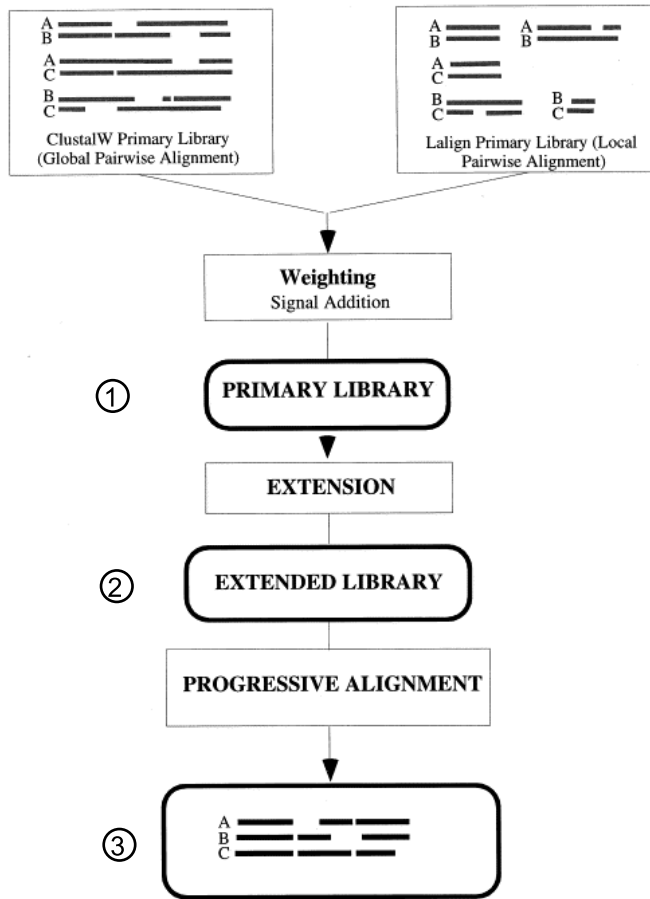 A
B
A
C
B
C
ClustalW Primary Library
(Global Pairwise Alignment)
A
B
A
B
A
C
B
C
B
C
Lalign Primary Library (Local
Pairwise Alignment)
Weighting
Signal Addition
1
PRIMARY LIBRARY
EXTENSION
2
EXTENDED LIBRARY
PROGRESSIVE ALIGNMENT
3
A
B
C